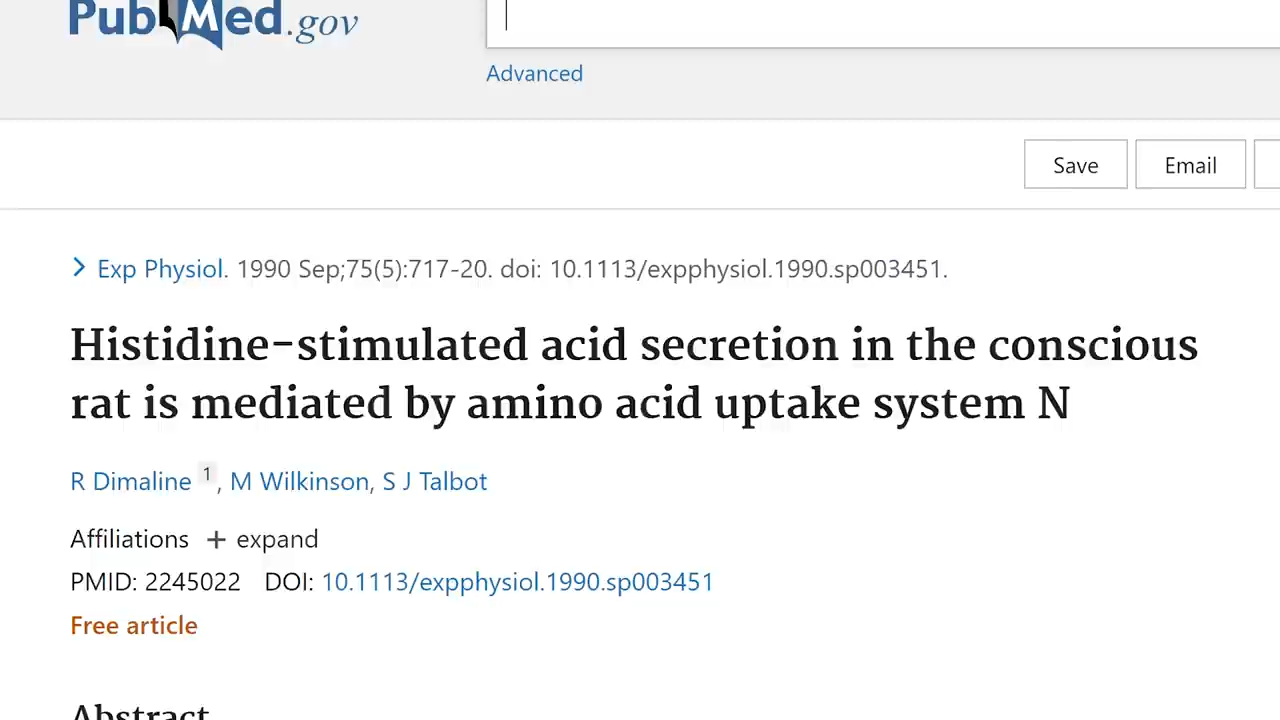 PubMed.gov
Advanced
Save Email
Exp Physiol. 1990 Sep;75(5):717-20. doi: 10.1113/expphysiol.1990.sp003451.
Histidine-stimulated acid secretion in the conscious
rat is mediated by amino acid uptake system N
R Dimaline 1, M Wilkinson, S J Talbot
Affiliations + expand
PMID: 2245022 DOI: 10.1113/expphysiol.1990.sp003451
Free article
Abstract